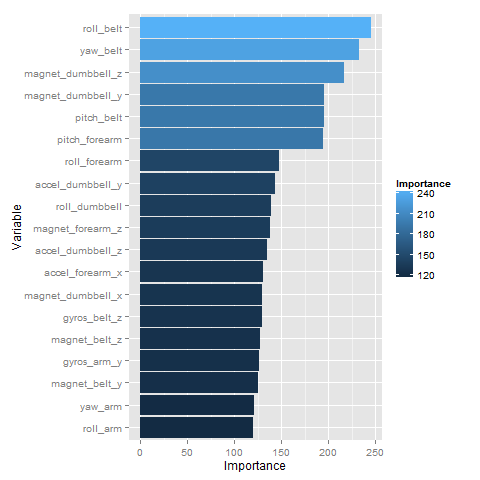 roll_belt
yaw_belt
magnet_dumbbell_z
magnet_dumbbell_y
pitch_belt
pitch_forearm
roll_forearm
accel_dumbbell_y
roll_dumbbell
magnet_forearm_z
accel_dumbbell_z
accel_forearm_x
magnet_dumbbell_x
gyros_belt_z
magnet_belt_z
gyros_arm_y
magnet_belt_y
yaw_arm
roll_arm
Variable
0 50 100 150 200 250
Importance
Importance
240
210
180
150
120